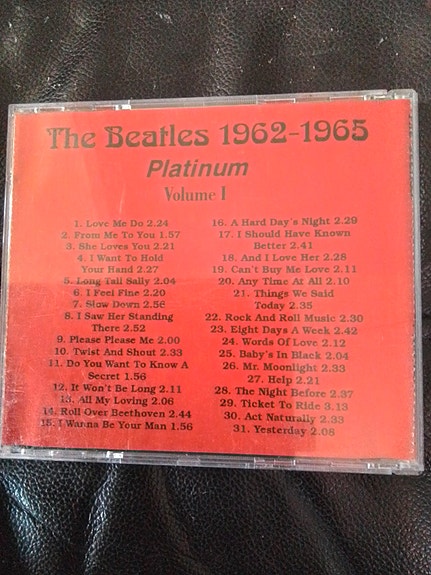 The Beatles 1962-1965
Platinum
Volume I
1. Love Me Do 2.24
2. From Me To You 1.57
3. She Loves You 2.21
4. I Want To Hold
Your Hand 2.27
5. Long Tall Sally 2.04
6. I Feel Fine 2.20
7. Slow Down 2.56
8. I Saw Her Standing
There 2.52
9. Please Please Me 2.00
10. Twist And Shout 2.33
11. Do You Want To Know A
Secret 1.56
12. It Won't Be Long 2.11
13. All My Loving 2.06
14. Roll Over Beethoven 2.44
15. I Wanna Be Your Man 1.56
16. A Hard Day's Night 2.29
17. I Should Have Known
Better 2.41
18. And I Love Her 2.28
19. Can't Buy Me Love 2.11
20. Any Time At All 2.10
21. Things We Said
Today 2.35
22. Rock And Roll Music 2.30
23. Eight Days A Week 2.42
24. Words Of Love 2.12
25. Baby's In Black 2.04
26. Mr. Moonlight 2.33
27. Help 2.21
28. The Night Before 2.37
29. Ticket To Ride 3.13
30. Act Naturally 2.33
31. Yesterday 2.08